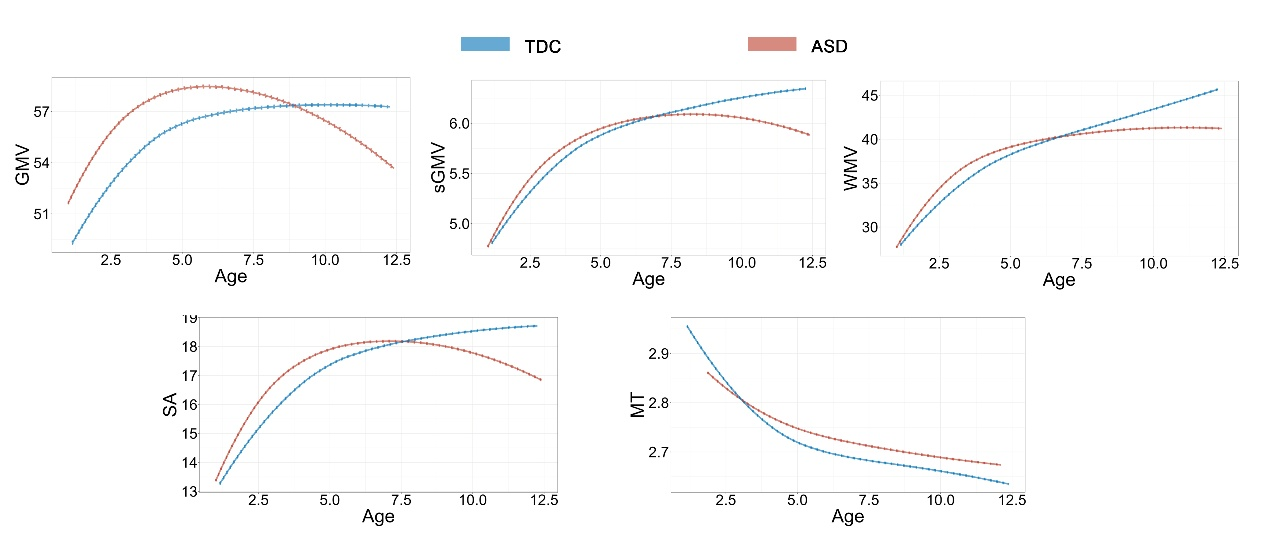 TDC ASD
GMV
57
54
51
2.5 5.0 7.5 10.0 12.5
Age
sGMV
6.0
5.5
5.0
2.5 5.0 7.5 10.0 12.5
Age
WMV
45
40
35
30
2.5 5.0 7.5 10.0 12.5
Age
SA
19
18
17
16
15
14
13
2.5 5.0 7.5 10.0 12.5
Age
MT
2.9
2.8
2.7
2.5 5.0 7.5 10.0 12.5
Age